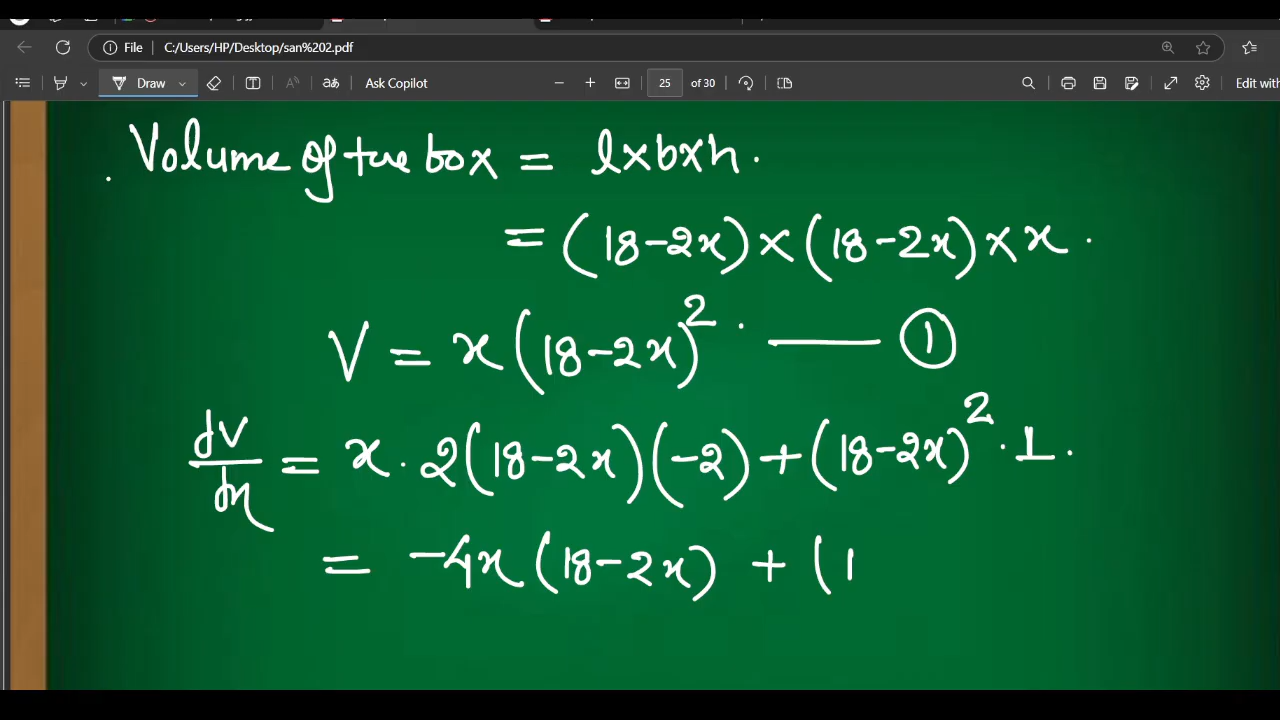 File C:/Users/HP/Desktop/san%202.pdf
Draw Ask Copilot 25 of 30 Edit with
Volume of the box = l×b×h.
= (18-2x)×(18-2x)×x.
V = x(18-2x)². —— ①
dV/dx = x.2(18-2x)(-2)+(18-2x)².1.
= -4x(18-2x) + (1